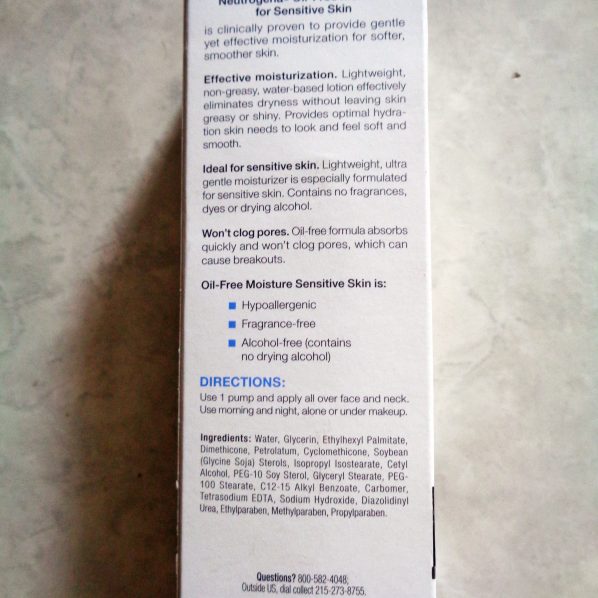 Neutrogena®
for Sensitive Skin
is clinically proven to provide gentle
yet effective moisturization for softer,
smoother skin.
Effective moisturization. Lightweight,
non-greasy, water-based lotion effectively
eliminates dryness without leaving skin
greasy or shiny. Provides optimal hydra-
tion skin needs to look and feel soft and
smooth.
Ideal for sensitive skin. Lightweight, ultra
gentle moisturizer is especially formulated
for sensitive skin. Contains no fragrances,
dyes or drying alcohol.
Won't clog pores. Oil-free formula absorbs
quickly and won't clog pores, which can
cause breakouts.
Oil-Free Moisture Sensitive Skin is:
■ Hypoallergenic
■ Fragrance-free
■ Alcohol-free (contains
no drying alcohol)
DIRECTIONS:
Use 1 pump and apply all over face and neck.
Use morning and night, alone or under makeup.
Ingredients: Water, Glycerin, Ethylhexyl Palmitate,
Dimethicone, Petrolatum, Cyclomethicone, Soybean
(Glycine Soja) Sterols, Isopropyl Isostearate, Cetyl
Alcohol, PEG-10 Soy Sterol, Glyceryl Stearate, PEG-
100 Stearate, C12-15 Alkyl Benzoate, Carbomer,
Tetrasodium EDTA, Sodium Hydroxide, Diazolidinyl
Urea, Ethylparaben, Methylparaben, Propylparaben.
Questions? 800-582-4048;
Outside US, dial collect 215-273-8755.